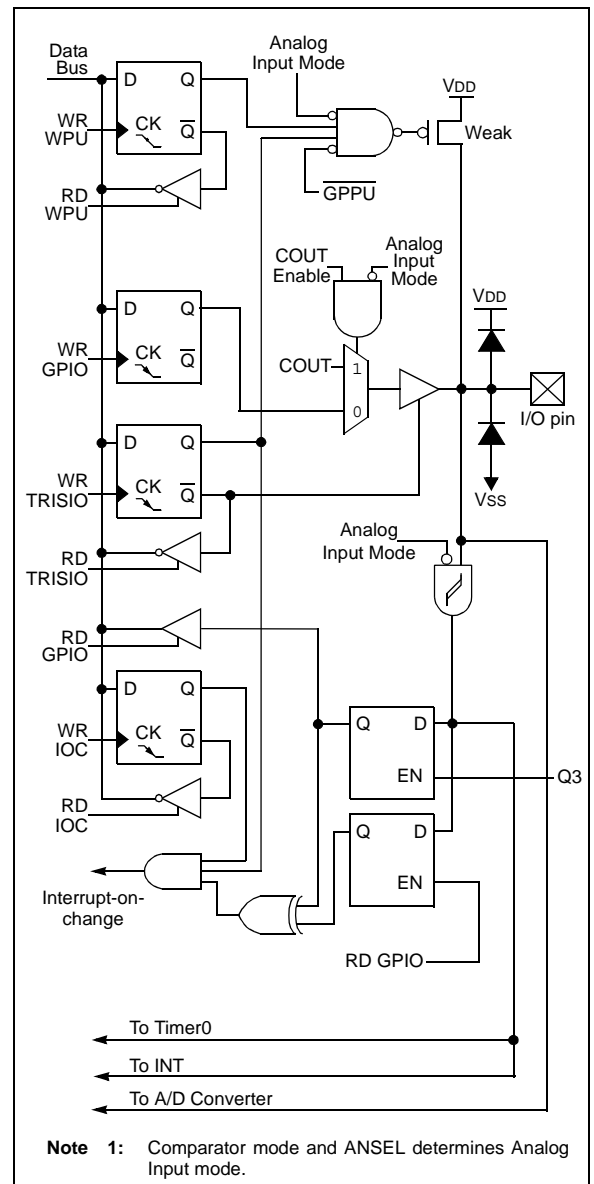 Data
Bus
Analog
Input Mode
VDD
D Q
WR
WPU
CK Q
Weak
RD
WPU
GPPU
COUT
Enable
Analog
Input
Mode
VDD
D Q
WR
GPIO
CK Q
COUT
1
0
I/O pin
D Q
WR
TRISIO
CK Q
VSS
Analog
Input Mode
RD
TRISIO
RD
GPIO
D Q
Q D
WR
IOC
CK Q
EN
Q3
RD
IOC
Q D
EN
Interrupt-on-
change
RD GPIO
To Timer0
To INT
To A/D Converter
Note 1: Comparator mode and ANSEL determines Analog
Input mode.